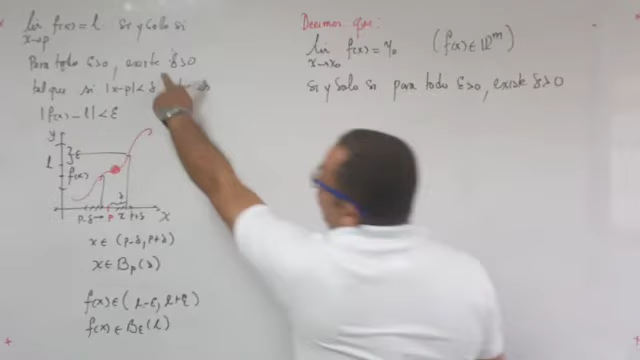 lim f(x) = l Si y Solo si
x→p
Para todo ε>0, existe δ>0
tal que si |x-p|<δ
|f(x)-l|<ε
y
ε
l
f(x)
δ
p-δ p x p+δ x
x ∈ (p-δ, p+δ)
x ∈ B_p(δ)
f(x) ∈ (l-ε, l+ε)
f(x) ∈ B_ε(l)
Decimos que:
lim f(x) = y₀ (f(x) ∈ ℝᵐ)
x→x₀
Si y Solo si para todo ε>0, existe δ>0